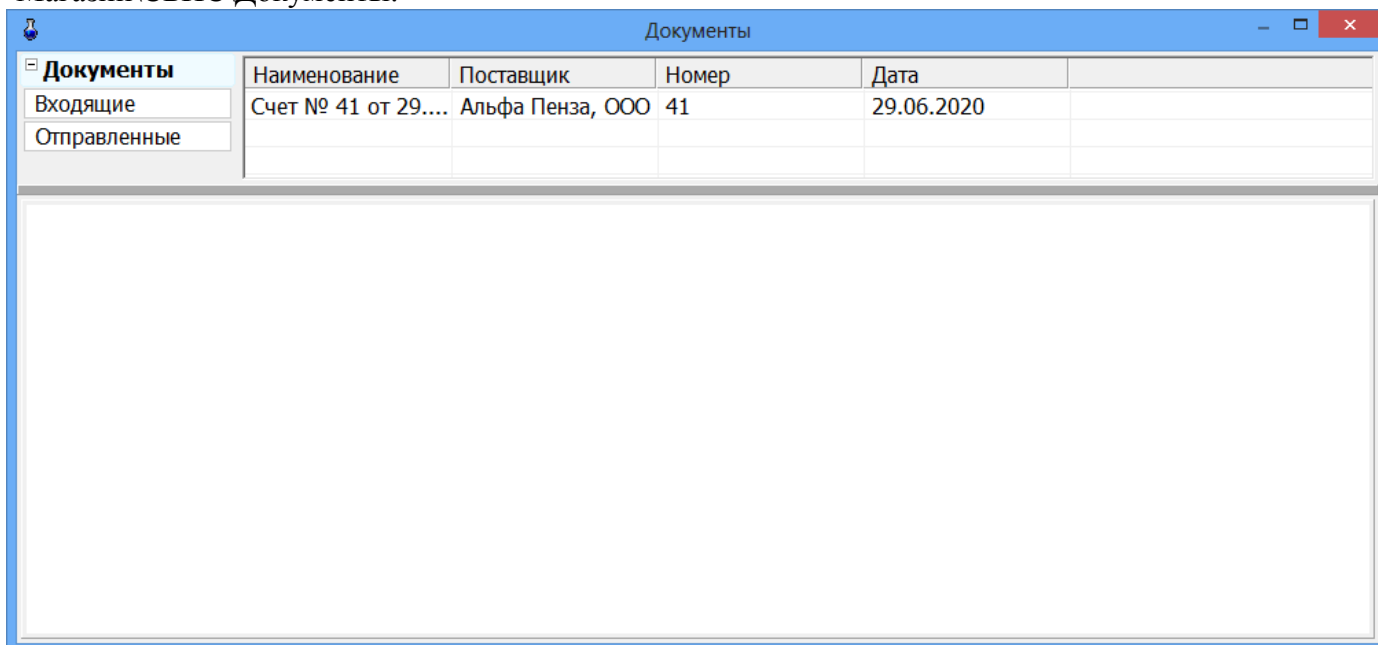 Документы
Документы
Наименование Поставщик Номер Дата
Входящие
Счет № 41 от 29.... Альфа Пенза, ООО 41 29.06.2020
Отправленные